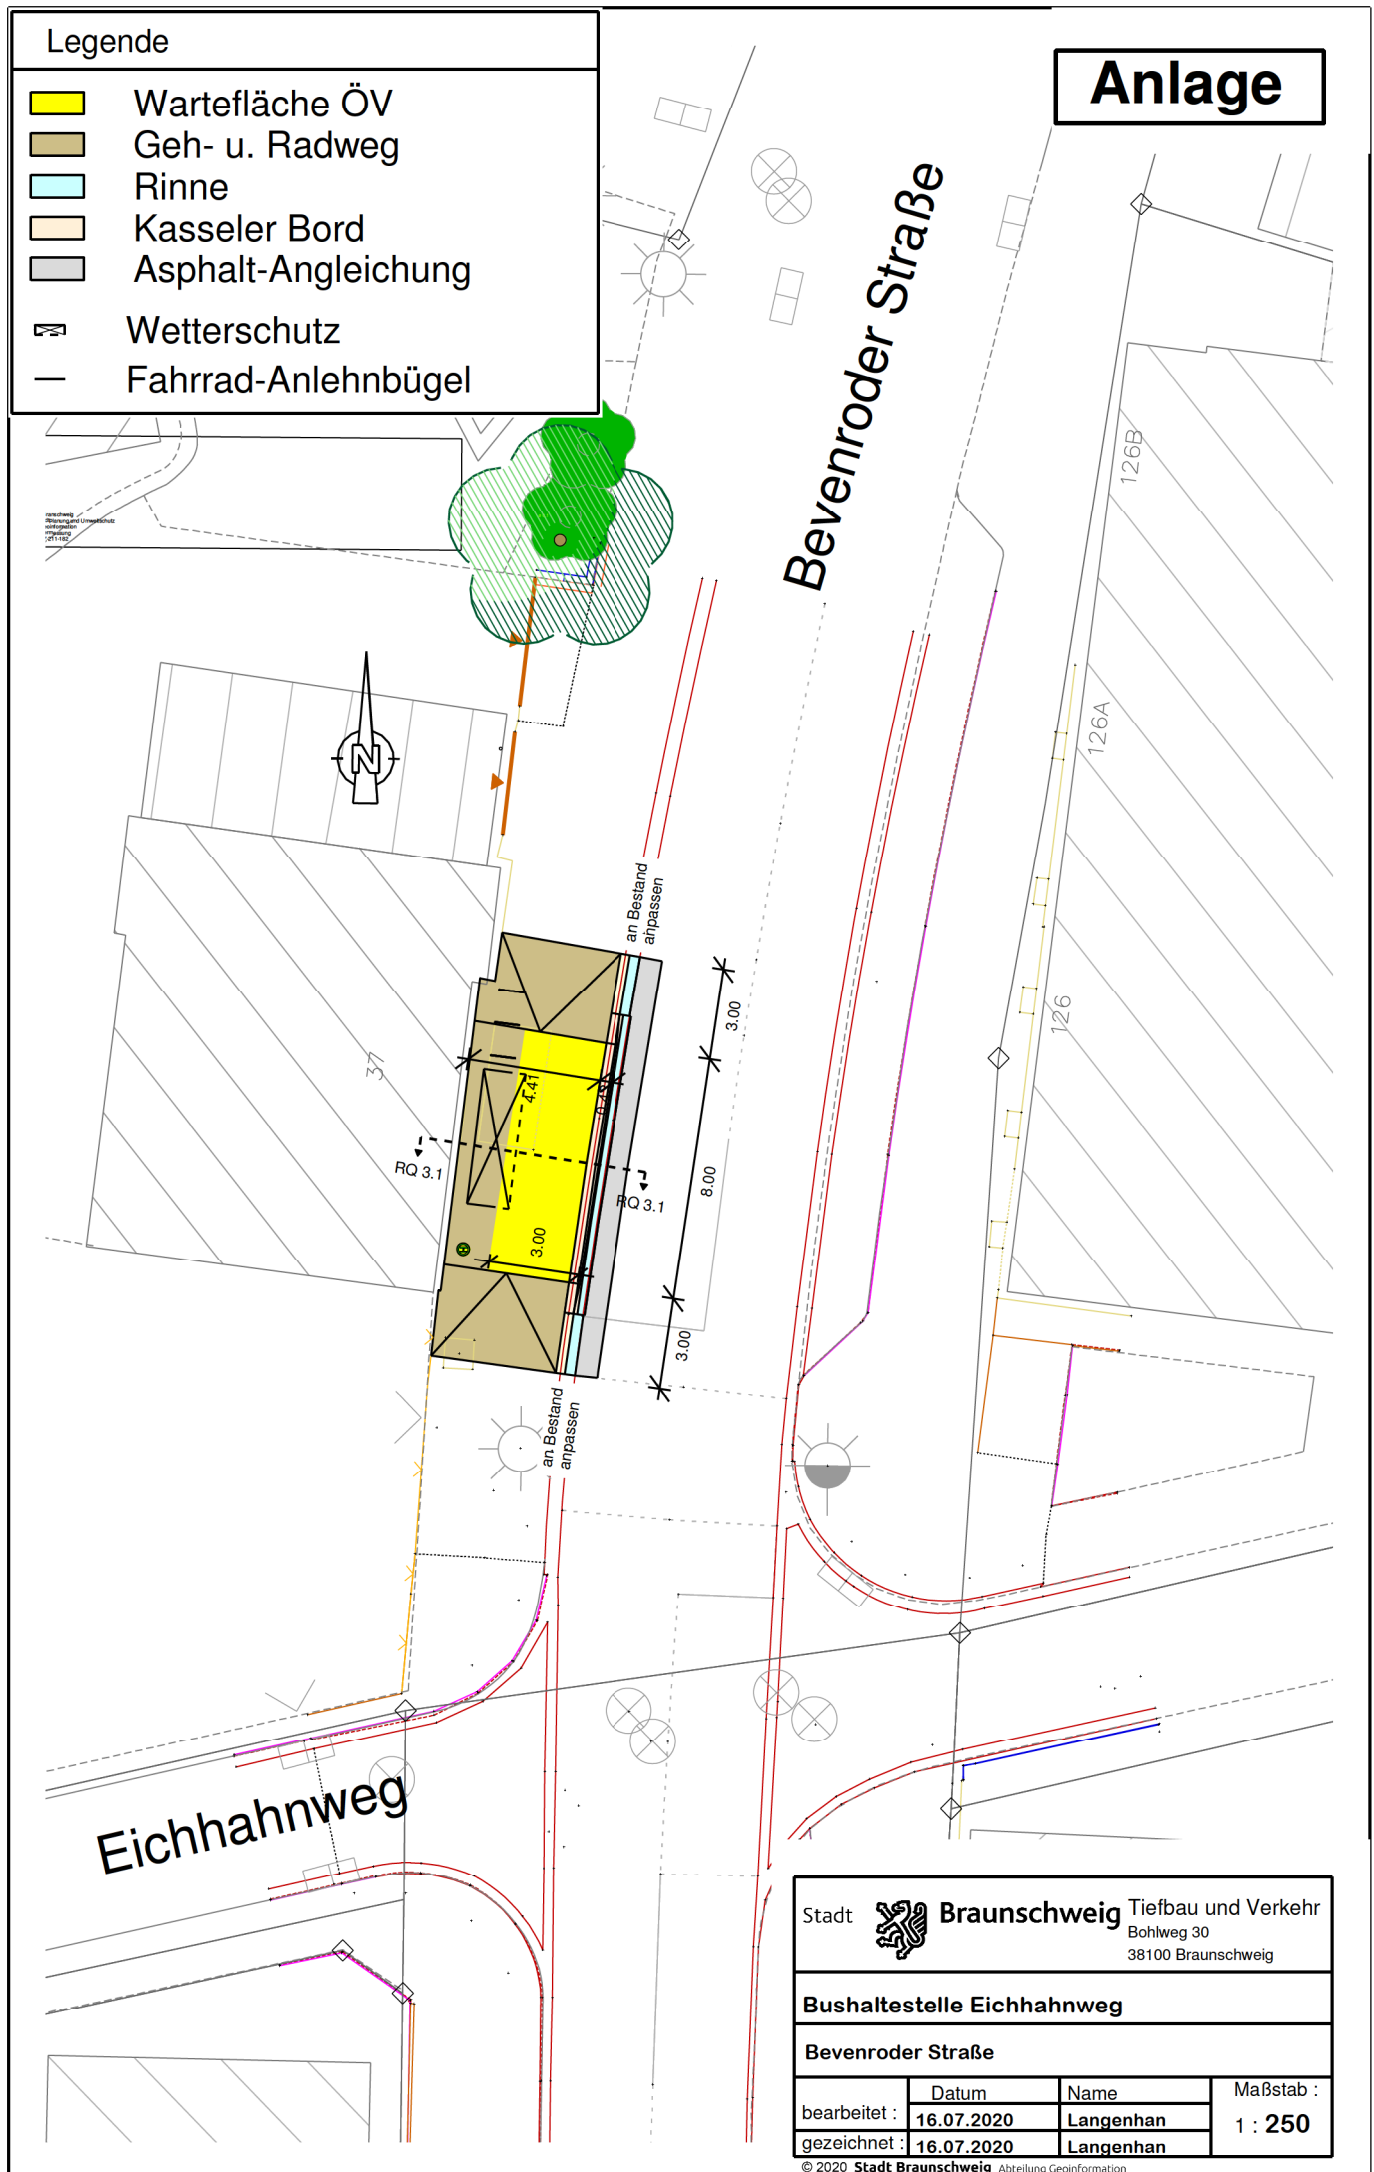 Legende
Wartefläche ÖV
Geh- u. Radweg
Rinne
Kasseler Bord
Asphalt-Angleichung
Wetterschutz
Fahrrad-Anlehnbügel
Anlage
Bevenroder Straße
126B
126A
126
37
N
an Bestand
anpassen
3.00
4.41
8.00
RQ 3.1
RQ 3.1
3.00
3.00
an Bestand
anpassen
Eichhahnweg
Stadt Braunschweig
Tiefbau und Verkehr
Bohlweg 30
38100 Braunschweig
Bushaltestelle Eichhahnweg
Bevenroder Straße
Datum Name Maßstab :
bearbeitet : 16.07.2020 Langenhan 1 : 250
gezeichnet : 16.07.2020 Langenhan
© 2020 Stadt Braunschweig Abteilung Geoinformation